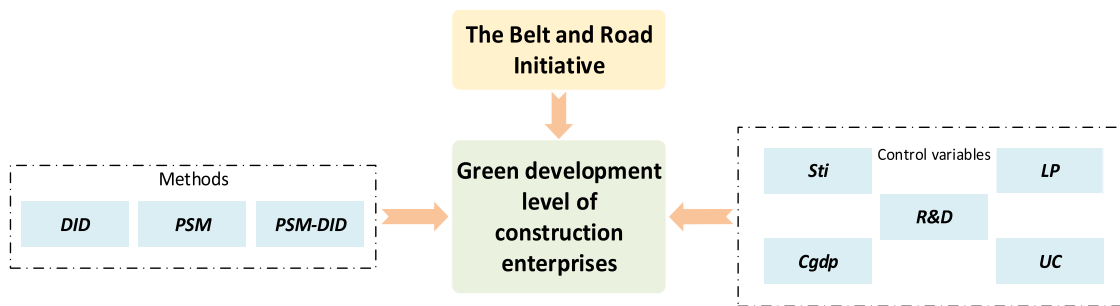 The Belt and Road
Initiative
Methods
DID PSM PSM-DID
Green development
level of
construction
enterprises
Control variables
Sti LP
R&D
Cgdp UC